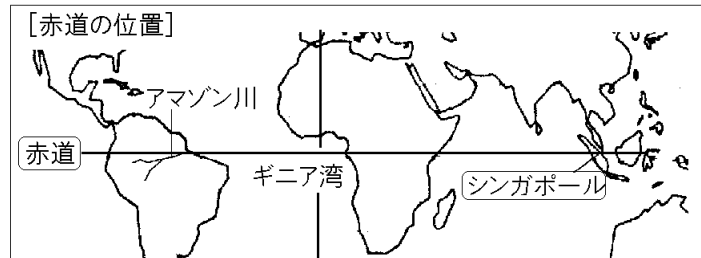 [赤道の位置]
アマゾン川
赤道
ギニア湾
シンガポール